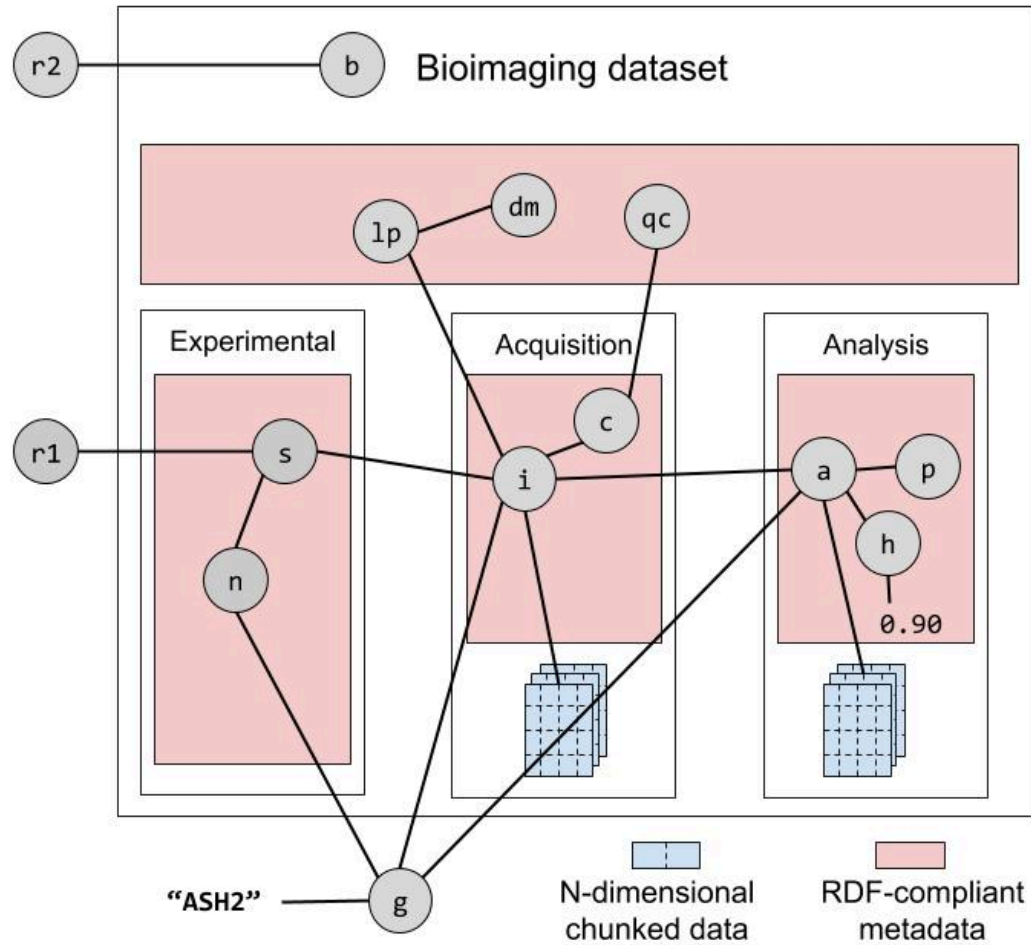 r2
b
Bioimaging dataset
lp
dm
qc
Experimental
Acquisition
Analysis
r1
s
c
i
a
p
n
h
0.90
“ASH2”
g
N-dimensional
chunked data
RDF-compliant
metadata